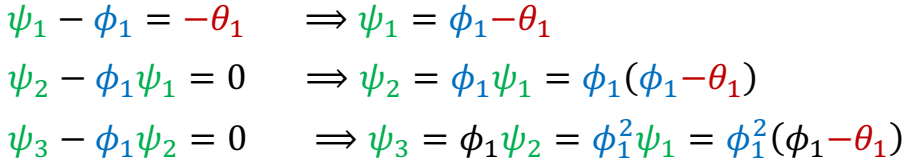 ψ₁ − ϕ₁ = −θ₁ ⟹ ψ₁ = ϕ₁−θ₁
ψ₂ − ϕ₁ψ₁ = 0 ⟹ ψ₂ = ϕ₁ψ₁ = ϕ₁(ϕ₁−θ₁)
ψ₃ − ϕ₁ψ₂ = 0 ⟹ ψ₃ = ϕ₁ψ₂ = ϕ₁²ψ₁ = ϕ₁²(ϕ₁−θ₁)